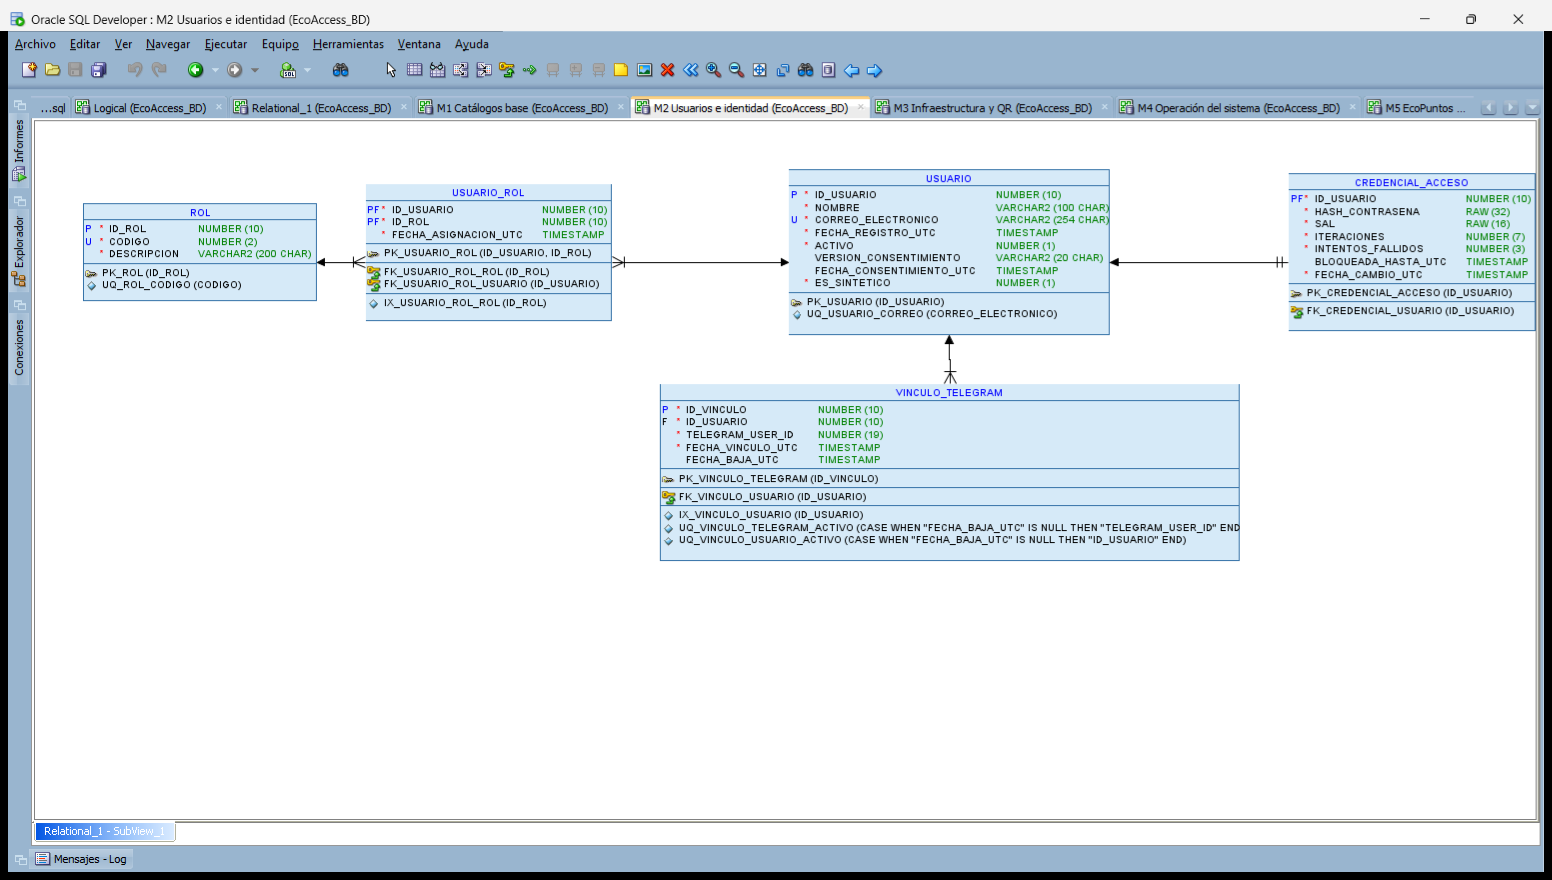 Oracle SQL Developer : M2 Usuarios e identidad (EcoAccess_BD)
Archivo Editar Ver Navegar Ejecutar Equipo Herramientas Ventana Ayuda
SQL
...sql Logical (EcoAccess_BD) Relational_1 (EcoAccess_BD) M1 Catálogos base (EcoAccess_BD) M2 Usuarios e identidad (EcoAccess_BD) M3 Infraestructura y QR (EcoAccess_BD) M4 Operación del sistema (EcoAccess_BD) M5 EcoPuntos ...
Informes
Explorador
Conexiones
ROL
P * ID_ROL NUMBER (10)
U * CODIGO NUMBER (2)
* DESCRIPCION VARCHAR2 (200 CHAR)
PK_ROL (ID_ROL)
UQ_ROL_CODIGO (CODIGO)
USUARIO_ROL
PF* ID_USUARIO NUMBER (10)
PF* ID_ROL NUMBER (10)
* FECHA_ASIGNACION_UTC TIMESTAMP
PK_USUARIO_ROL (ID_USUARIO, ID_ROL)
FK_USUARIO_ROL_ROL (ID_ROL)
FK_USUARIO_ROL_USUARIO (ID_USUARIO)
IX_USUARIO_ROL_ROL (ID_ROL)
USUARIO
P * ID_USUARIO NUMBER (10)
* NOMBRE VARCHAR2 (100 CHAR)
U * CORREO_ELECTRONICO VARCHAR2 (254 CHAR)
* FECHA_REGISTRO_UTC TIMESTAMP
* ACTIVO NUMBER (1)
VERSION_CONSENTIMIENTO VARCHAR2 (20 CHAR)
FECHA_CONSENTIMIENTO_UTC TIMESTAMP
* ES_SINTETICO NUMBER (1)
PK_USUARIO (ID_USUARIO)
UQ_USUARIO_CORREO (CORREO_ELECTRONICO)
CREDENCIAL_ACCESO
PF* ID_USUARIO NUMBER (10)
* HASH_CONTRASENA RAW (32)
* SAL RAW (16)
* ITERACIONES NUMBER (7)
* INTENTOS_FALLIDOS NUMBER (3)
BLOQUEADA_HASTA_UTC TIMESTAMP
* FECHA_CAMBIO_UTC TIMESTAMP
PK_CREDENCIAL_ACCESO (ID_USUARIO)
FK_CREDENCIAL_USUARIO (ID_USUARIO)
VINCULO_TELEGRAM
P * ID_VINCULO NUMBER (10)
F * ID_USUARIO NUMBER (10)
* TELEGRAM_USER_ID NUMBER (19)
* FECHA_VINCULO_UTC TIMESTAMP
FECHA_BAJA_UTC TIMESTAMP
PK_VINCULO_TELEGRAM (ID_VINCULO)
FK_VINCULO_USUARIO (ID_USUARIO)
IX_VINCULO_USUARIO (ID_USUARIO)
UQ_VINCULO_TELEGRAM_ACTIVO (CASE WHEN "FECHA_BAJA_UTC" IS NULL THEN "TELEGRAM_USER_ID" END
UQ_VINCULO_USUARIO_ACTIVO (CASE WHEN "FECHA_BAJA_UTC" IS NULL THEN "ID_USUARIO" END)
Relational_1 - SubView_1
Mensajes - Log